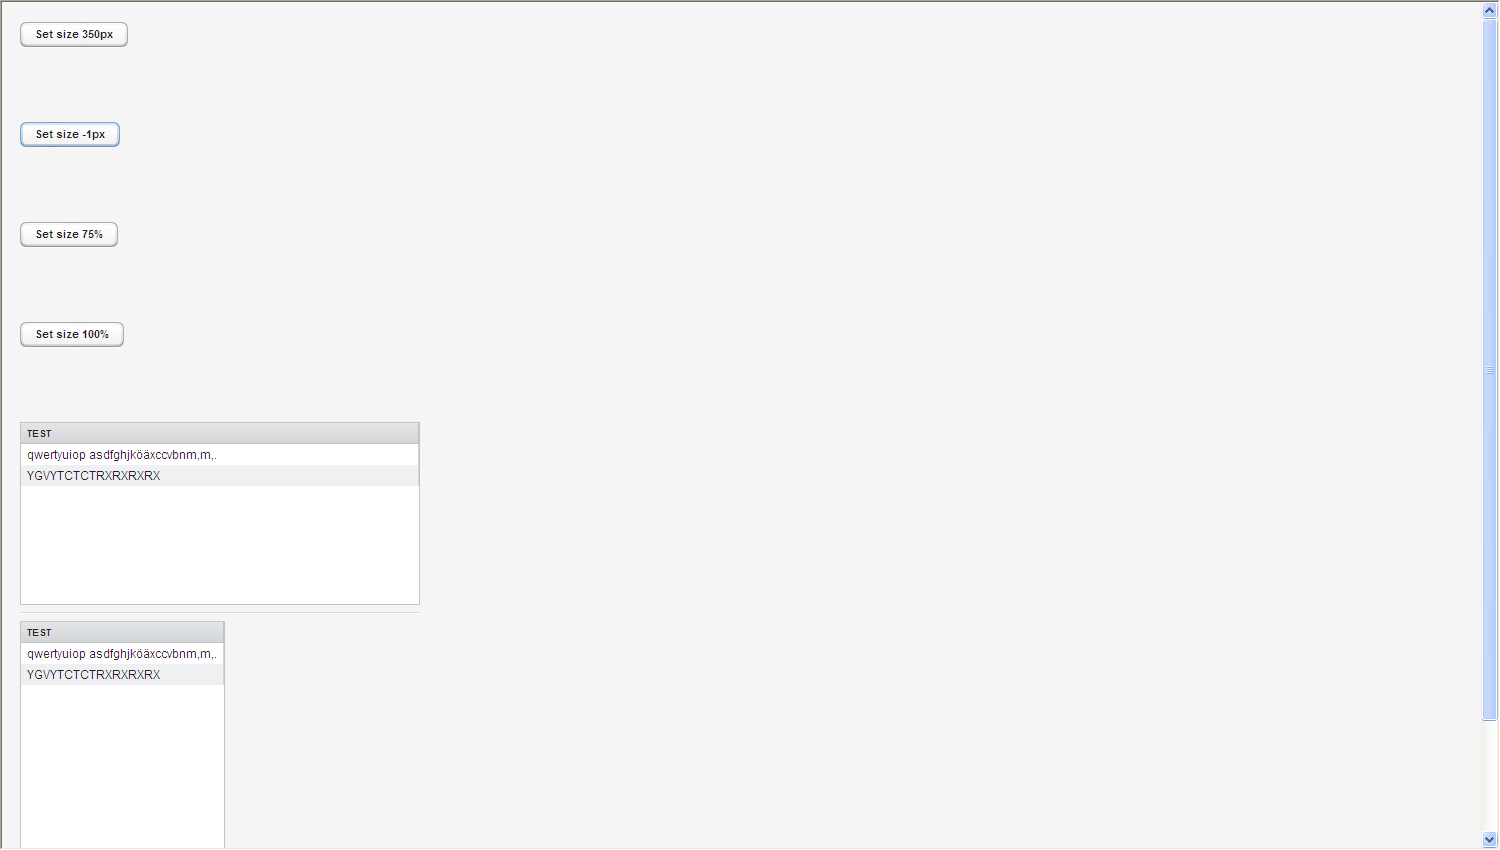 Set size 350px
Set size -1px
Set size 75%
Set size 100%
TEST
qwertyuiop asdfghjköäxccvbnm,m,.
YGVYTCTCTRXRXRXRX
TEST
qwertyuiop asdfghjköäxccvbnm,m,.
YGVYTCTCTRXRXRXRX